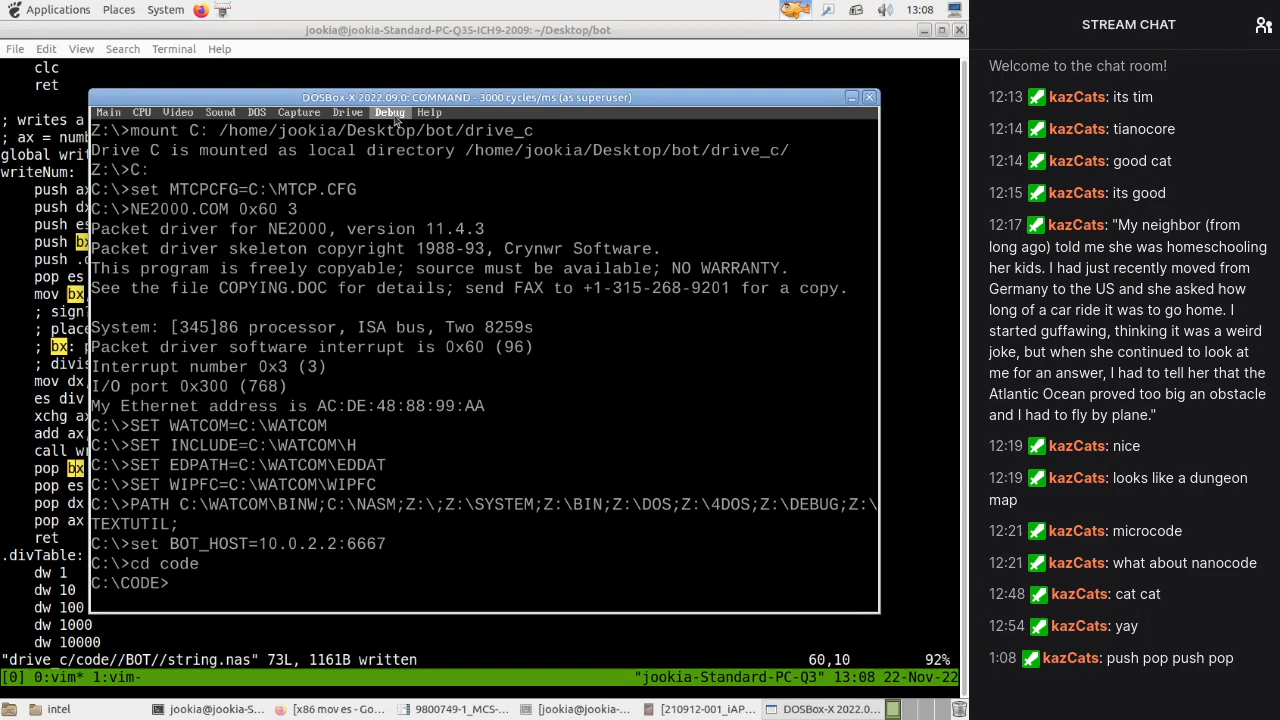 Applications Places System 13:08
jookia@jookia-Standard-PC-Q35-ICH9-2009: ~/Desktop/bot
File Edit View Search Terminal Help
clc
ret
; writes a
; ax = numb
global writ
writeNum:
push ax
push dx
push es
push bx
push .d
pop es
mov bx
; sign
; place
; bx: p
; divis
mov dx,
es div
xchg ax
add ax
call wr
pop bx
pop es
pop dx
pop ax
ret
.divTable:
dw 1
dw 10
dw 100
dw 1000
dw 10000
"drive_c/code//BOT//string.nas" 73L, 1161B written 60,10 92%
[0] 0:vim* 1:vim- "jookia-Standard-PC-Q3" 13:08 22-Nov-22
DOSBox-X 2022.09.0: COMMAND - 3000 cycles/ms (as superuser)
Main CPU Video Sound DOS Capture Drive Debug Help
Z:\>mount C: /home/jookia/Desktop/bot/drive_c
Drive C is mounted as local directory /home/jookia/Desktop/bot/drive_c/
Z:\>C:
C:\>set MTCPCFG=C:\MTCP.CFG
C:\>NE2000.COM 0x60 3
Packet driver for NE2000, version 11.4.3
Packet driver skeleton copyright 1988-93, Crynwr Software.
This program is freely copyable; source must be available; NO WARRANTY.
See the file COPYING.DOC for details; send FAX to +1-315-268-9201 for a copy.
System: [345]86 processor, ISA bus, Two 8259s
Packet driver software interrupt is 0x60 (96)
Interrupt number 0x3 (3)
I/O port 0x300 (768)
My Ethernet address is AC:DE:48:88:99:AA
C:\>SET WATCOM=C:\WATCOM
C:\>SET INCLUDE=C:\WATCOM\H
C:\>SET EDPATH=C:\WATCOM\EDDAT
C:\>SET WIPFC=C:\WATCOM\WIPFC
C:\>PATH C:\WATCOM\BINW;C:\NASM;Z:\;Z:\SYSTEM;Z:\BIN;Z:\DOS;Z:\4DOS;Z:\DEBUG;Z:\
TEXTUTIL;
C:\>set BOT_HOST=10.0.2.2:6667
C:\>cd code
C:\CODE>
intel jookia@jookia-S... [x86 moves - Go... 9800749-1_MCS-... [jookia@jookia-... [210912-001_iAP... DOSBox-X 2022.0...
STREAM CHAT
Welcome to the chat room!
12:13 kazCats: its tim
12:14 kazCats: tianocore
12:14 kazCats: good cat
12:15 kazCats: its good
12:17 kazCats: "My neighbor (from
long ago) told me she was homeschooling
her kids. I had just recently moved from
Germany to the US and she asked how
long of a car ride it was to go home. I
started guffawing, thinking it was a weird
joke, but when she continued to look at
me for an answer, I had to tell her that the
Atlantic Ocean proved too big an obstacle
and I had to fly by plane."
12:19 kazCats: nice
12:19 kazCats: looks like a dungeon
map
12:21 kazCats: microcode
12:21 kazCats: what about nanocode
12:48 kazCats: cat cat
12:54 kazCats: yay
1:08 kazCats: push pop push pop